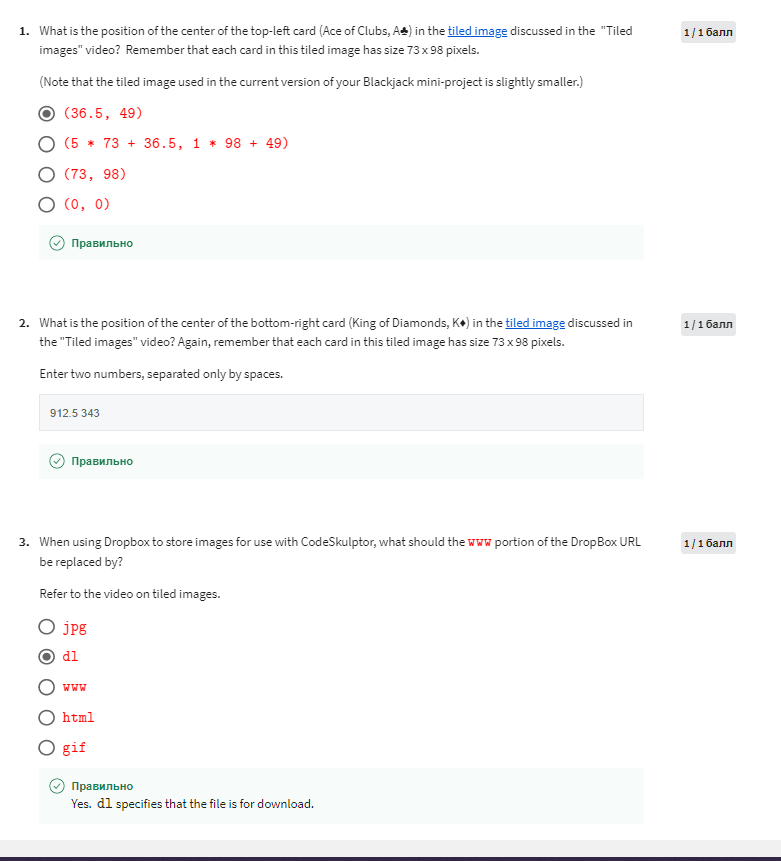 1. What is the position of the center of the top-left card (Ace of Clubs, A♣) in the tiled image discussed in the "Tiled
1 / 1 балл
images" video? Remember that each card in this tiled image has size 73 x 98 pixels.
(Note that the tiled image used in the current version of your Blackjack mini-project is slightly smaller.)
(36.5, 49)
(5 * 73 + 36.5, 1 * 98 + 49)
(73, 98)
(0, 0)
Правильно
2. What is the position of the center of the bottom-right card (King of Diamonds, K♦) in the tiled image discussed in
1 / 1 балл
the "Tiled images" video? Again, remember that each card in this tiled image has size 73 x 98 pixels.
Enter two numbers, separated only by spaces.
912.5 343
Правильно
3. When using Dropbox to store images for use with CodeSkulptor, what should the www portion of the DropBox URL
1 / 1 балл
be replaced by?
Refer to the video on tiled images.
jpg
dl
www
html
gif
Правильно
Yes. dl specifies that the file is for download.